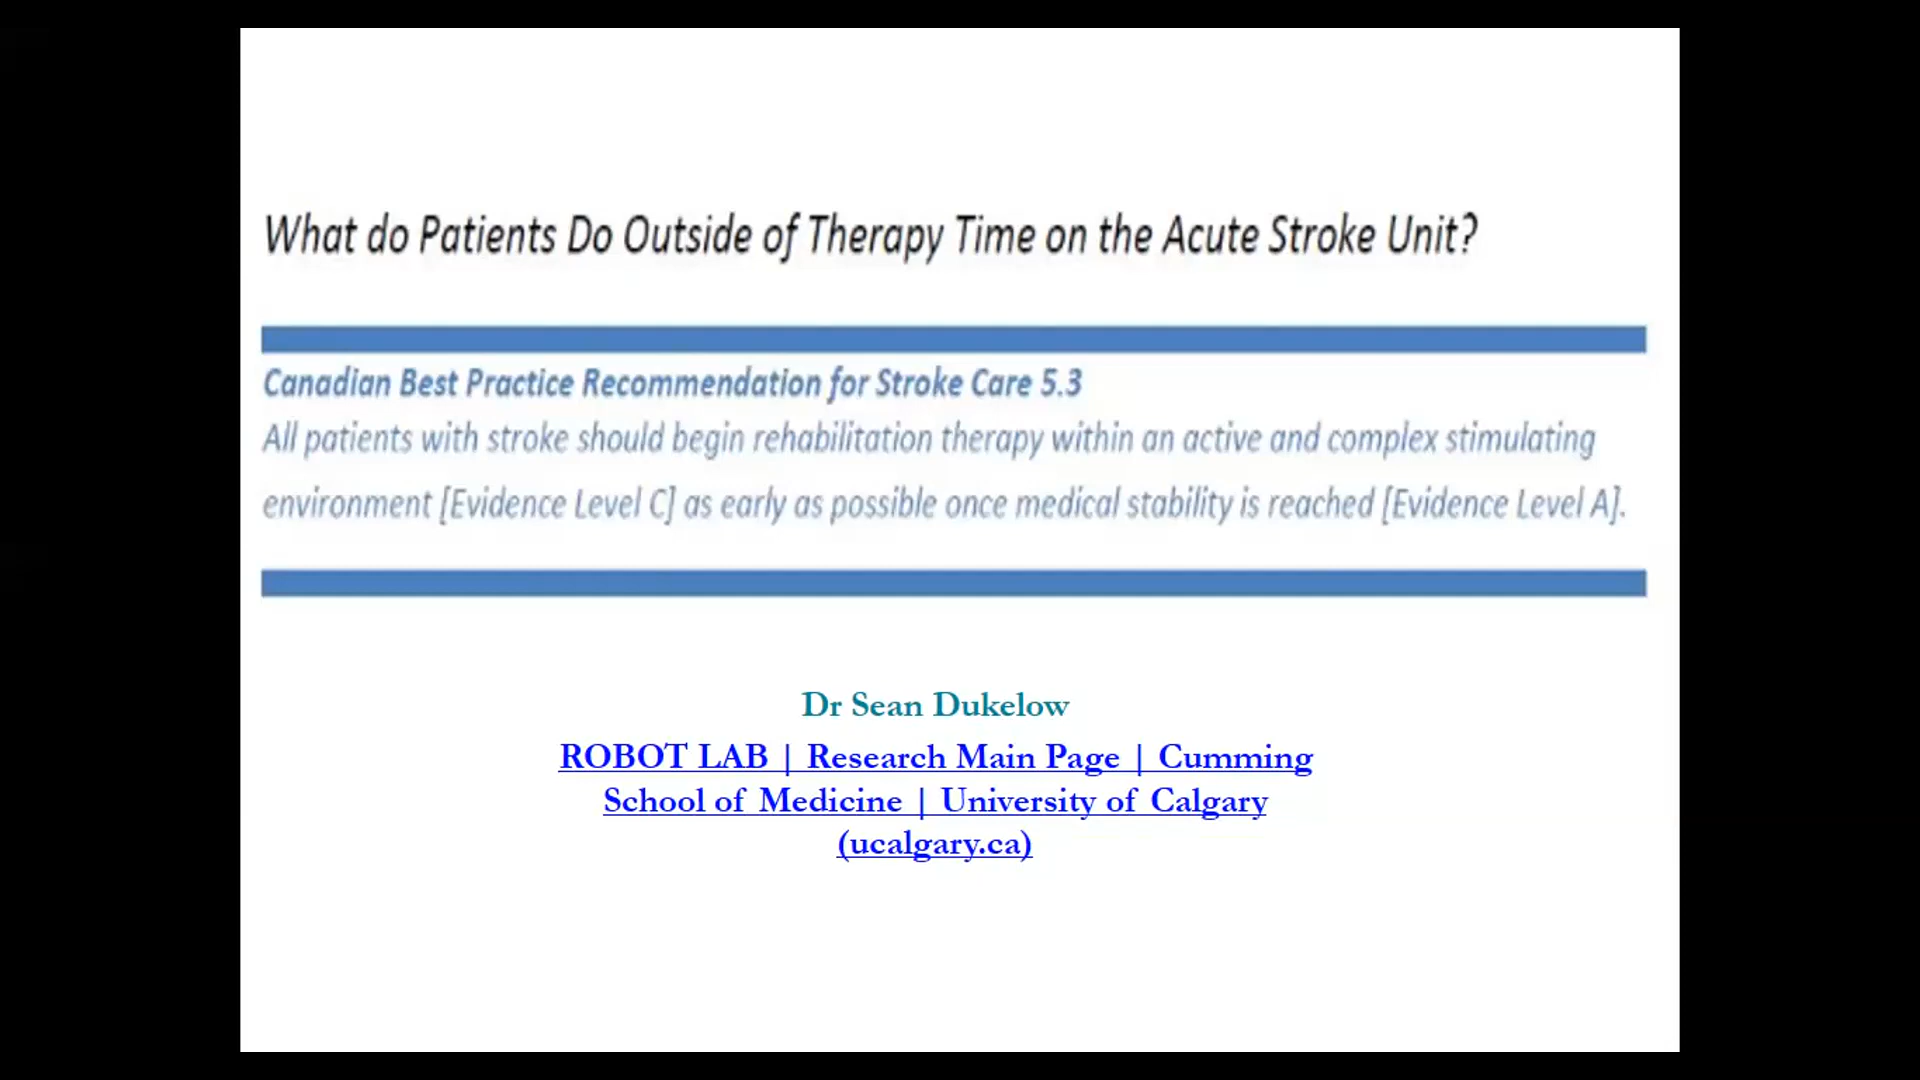 What do Patients Do Outside of Therapy Time on the Acute Stroke Unit?
Canadian Best Practice Recommendation for Stroke Care 5.3
All patients with stroke should begin rehabilitation therapy within an active and complex stimulating
environment [Evidence Level C] as early as possible once medical stability is reached [Evidence Level A].
Dr Sean Dukelow
ROBOT LAB | Research Main Page | Cumming
School of Medicine | University of Calgary
(ucalgary.ca)